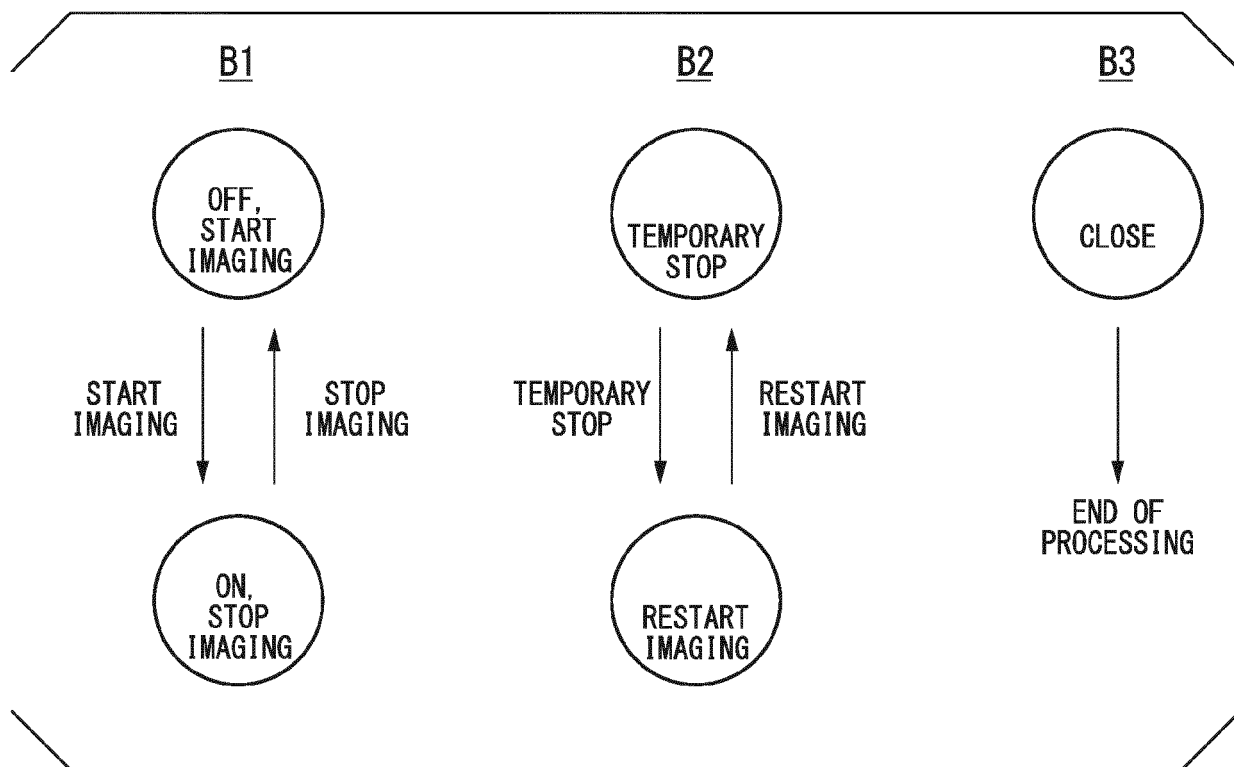 B1
B2
B3
OFF,
START
IMAGING
TEMPORARY
STOP
CLOSE
START
IMAGING
STOP
IMAGING
TEMPORARY
STOP
RESTART
IMAGING
END OF
PROCESSING
ON,
STOP
IMAGING
RESTART
IMAGING